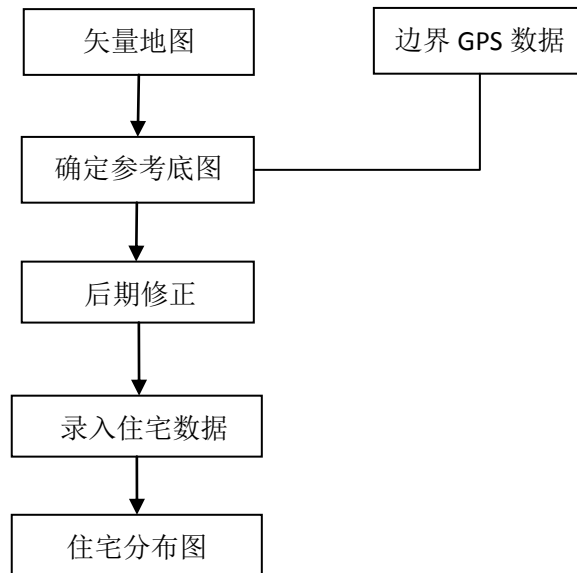 矢量地图
边界 GPS 数据
确定参考底图
后期修正
录入住宅数据
住宅分布图